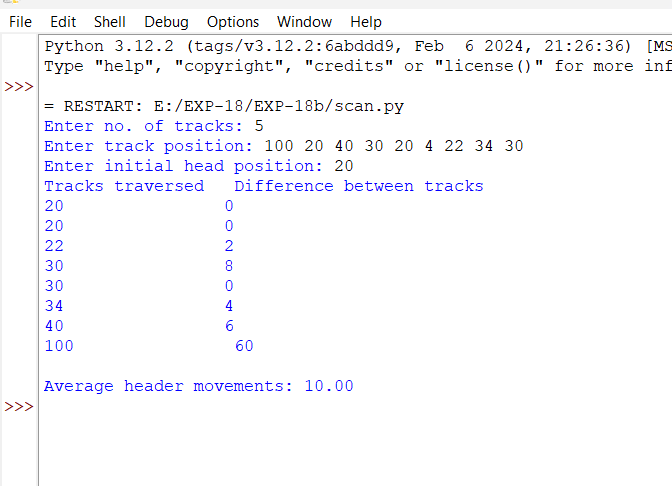 File Edit Shell Debug Options Window Help
Python 3.12.2 (tags/v3.12.2:6abddd9, Feb  6 2024, 21:26:36) [MS
Type "help", "copyright", "credits" or "license()" for more inf
>>>
= RESTART: E:/EXP-18/EXP-18b/scan.py
Enter no. of tracks: 5
Enter track position: 100 20 40 30 20 4 22 34 30
Enter initial head position: 20
Tracks traversed   Difference between tracks
20                0
20                0
22                2
30                8
30                0
34                4
40                6
100                60
Average header movements: 10.00
>>>